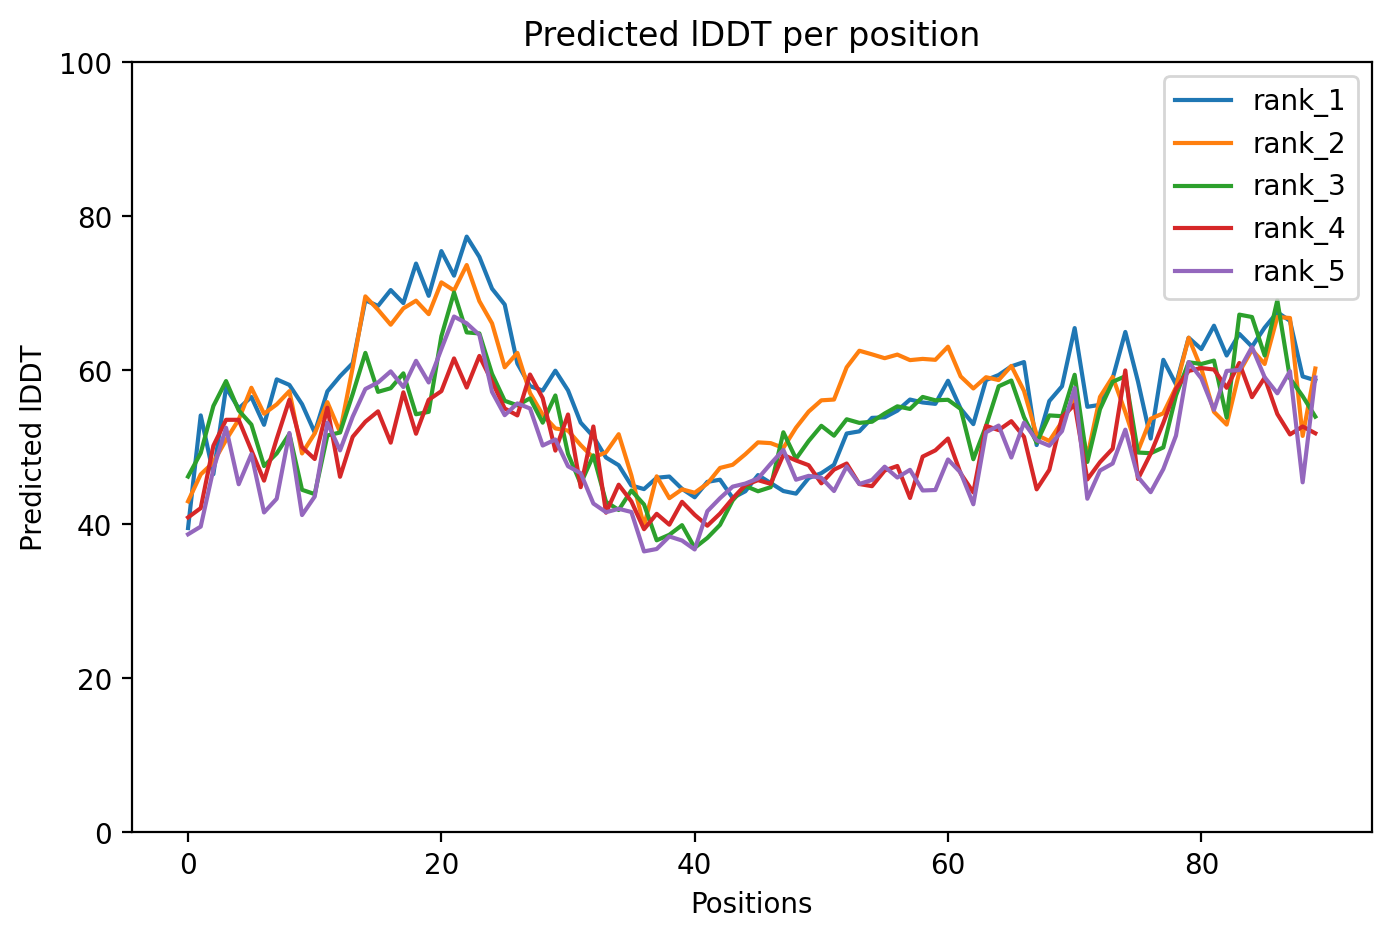 Predicted lDDT per position
100
80
60
40
20
0
Predicted lDDT
0 20 40 60 80
Positions
rank_1
rank_2
rank_3
rank_4
rank_5